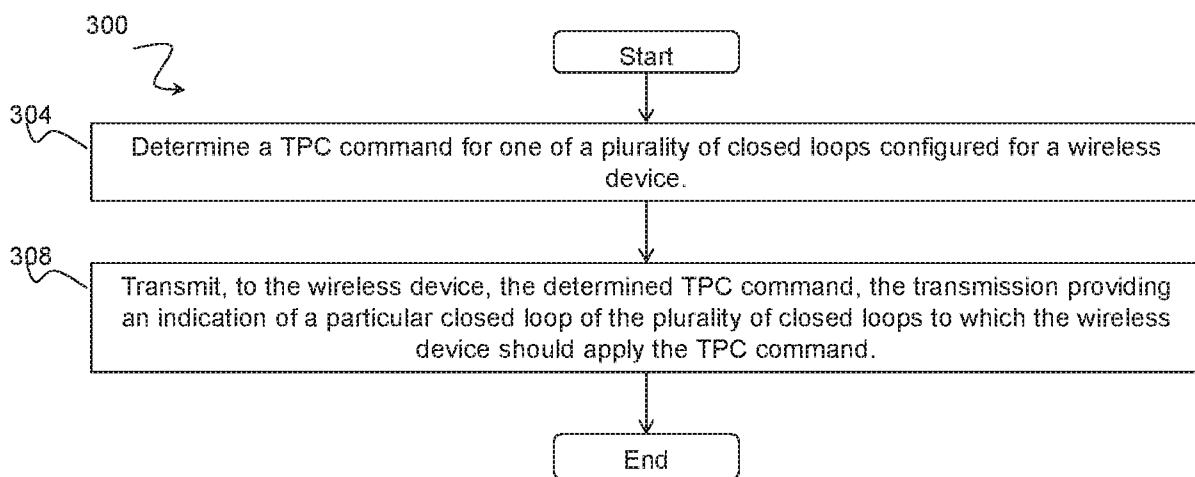 300
Start
304
Determine a TPC command for one of a plurality of closed loops configured for a wireless
device.
308
Transmit, to the wireless device, the determined TPC command, the transmission providing
an indication of a particular closed loop of the plurality of closed loops to which the wireless
device should apply the TPC command.
End